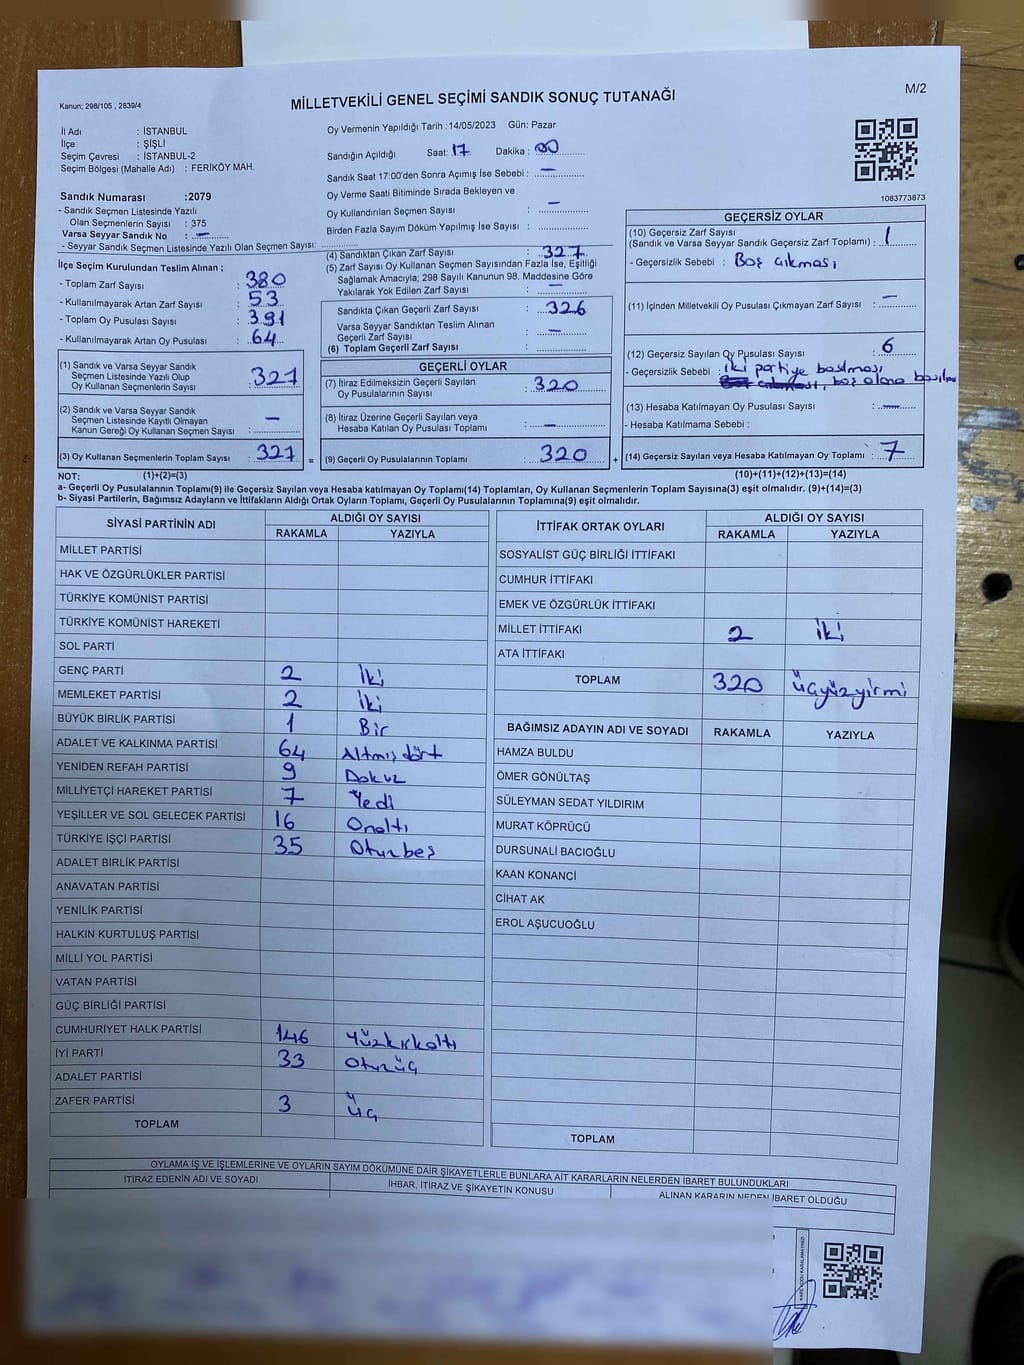 Kanun; 298/105 , 2839/4
MİLLETVEKİLİ GENEL SEÇİMİ SANDIK SONUÇ TUTANAĞI
M/2
İl Adı : İSTANBUL
İlçe : ŞİŞLİ
Seçim Çevresi : İSTANBUL-2
Seçim Bölgesi (Mahalle Adı) : FERİKÖY MAH.
Oy Vermenin Yapıldığı Tarih :14/05/2023 Gün: Pazar
Sandığın Açıldığı Saat: 17 Dakika : 00
Sandık Saat 17:00'den Sonra Açımış İse Sebebi : —
Oy Verme Saati Bitiminde Sırada Bekleyen ve
Oy Kullandırılan Seçmen Sayısı : —
Birden Fazla Sayım Döküm Yapılmış İse Sayısı :
1083773873
Sandık Numarası :2079
- Sandık Seçmen Listesinde Yazılı
Olan Seçmenlerin Sayısı : 375
Varsa Seyyar Sandık No : —
- Seyyar Sandık Seçmen Listesinde Yazılı Olan Seçmen Sayısı:
İlçe Seçim Kurulundan Teslim Alınan ;
- Toplam Zarf Sayısı : 380
- Kullanılmayarak Artan Zarf Sayısı : 53
- Toplam Oy Pusulası Sayısı : 391
- Kullanılmayarak Artan Oy Pusulası : 64
(1) Sandık ve Varsa Seyyar Sandık
Seçmen Listesinde Yazılı Olup
Oy Kullanan Seçmenlerin Sayısı : 327
(2) Sandık ve Varsa Seyyar Sandık
Seçmen Listesinde Kayıtlı Olmayan
Kanun Gereği Oy Kullanan Seçmen Sayısı : —
(3) Oy Kullanan Seçmenlerin Toplam Sayısı : 327
(4) Sandıktan Çıkan Zarf Sayısı : 327
(5) Zarf Sayısı Oy Kullanan Seçmen Sayısından Fazla İse, Eşitliği
Sağlamak Amacıyla; 298 Sayılı Kanunun 98. Maddesine Göre
Yakılarak Yok Edilen Zarf Sayısı : —
Sandıkta Çıkan Geçerli Zarf Sayısı : 326
Varsa Seyyar Sandıktan Teslim Alınan
Geçerli Zarf Sayısı : —
(6) Toplam Geçerli Zarf Sayısı :
GEÇERLİ OYLAR
(7) İtiraz Edilmeksizin Geçerli Sayılan
Oy Pusulalarının Sayısı : 320
(8) İtiraz Üzerine Geçerli Sayılan veya
Hesaba Katılan Oy Pusulası Toplamı : —
= (9) Geçerli Oy Pusulalarının Toplamı : 320 +
GEÇERSİZ OYLAR
(10) Geçersiz Zarf Sayısı
(Sandık ve Varsa Seyyar Sandık Geçersiz Zarf Toplamı) : 1
- Geçersizlik Sebebi : Boş çıkması
(11) İçinden Milletvekili Oy Pusulası Çıkmayan Zarf Sayısı : —
(12) Geçersiz Sayılan Oy Pusulası Sayısı : 6
- Geçersizlik Sebebi : iki partiye basılması
, boş alana basılma
(13) Hesaba Katılmayan Oy Pusulası Sayısı : —
- Hesaba Katılmama Sebebi :
(14) Geçersiz Sayılan veya Hesaba Katılmayan Oy Toplamı : 7
NOT: (1)+(2)=(3)
(10)+(11)+(12)+(13)=(14)
a- Geçerli Oy Pusulalarının Toplamı(9) ile Geçersiz Sayılan veya Hesaba katılmayan Oy Toplamı(14) Toplamları, Oy Kullanan Seçmenlerin Toplam Sayısına(3) eşit olmalıdır. (9)+(14)=(3)
b- Siyasi Partilerin, Bağımsız Adayların ve İttifakların Aldığı Ortak Oyların Toplamı, Geçerli Oy Pusulalarının Toplamına(9) eşit olmalıdır.
SİYASİ PARTİNİN ADI ALDIĞI OY SAYISI
RAKAMLA YAZIYLA
MİLLET PARTİSİ
HAK VE ÖZGÜRLÜKLER PARTİSİ
TÜRKİYE KOMÜNİST PARTİSİ
TÜRKİYE KOMÜNİST HAREKETİ
SOL PARTİ
GENÇ PARTİ 2 İki
MEMLEKET PARTİSİ 2 İki
BÜYÜK BİRLİK PARTİSİ 1 Bir
ADALET VE KALKINMA PARTİSİ 64 Altmış dört
YENİDEN REFAH PARTİSİ 9 Dokuz
MİLLİYETÇİ HAREKET PARTİSİ 7 Yedi
YEŞİLLER VE SOL GELECEK PARTİSİ 16 Onaltı
TÜRKİYE İŞÇİ PARTİSİ 35 Oturbeş
ADALET BİRLİK PARTİSİ
ANAVATAN PARTİSİ
YENİLİK PARTİSİ
HALKIN KURTULUŞ PARTİSİ
MİLLİ YOL PARTİSİ
VATAN PARTİSİ
GÜÇ BİRLİĞİ PARTİSİ
CUMHURİYET HALK PARTİSİ 146 Yüzkırkaltı
İYİ PARTİ 33 Oturüç
ADALET PARTİSİ
ZAFER PARTİSİ 3 Üç
TOPLAM
İTTİFAK ORTAK OYLARI ALDIĞI OY SAYISI
RAKAMLA YAZIYLA
SOSYALİST GÜÇ BİRLİĞİ İTTİFAKI
CUMHUR İTTİFAKI
EMEK VE ÖZGÜRLÜK İTTİFAKI
MİLLET İTTİFAKI 2 İki
ATA İTTİFAKI
TOPLAM 320 üçyüzyirmi
BAĞIMSIZ ADAYIN ADI VE SOYADI RAKAMLA YAZIYLA
HAMZA BULDU
ÖMER GÖNÜLTAŞ
SÜLEYMAN SEDAT YILDIRIM
MURAT KÖPRÜCÜ
DURSUNALİ BACIOĞLU
KAAN KONANCİ
CİHAT AK
EROL AŞUCUOĞLU
TOPLAM
OYLAMA İŞ VE İŞLEMLERİNE VE OYLARIN SAYIM DÖKÜMÜNE DAİR ŞİKAYETLERLE BUNLARA AİT KARARLARIN NELERDEN İBARET BULUNDUKLARI
İTİRAZ EDENİN ADI VE SOYADI İHBAR, İTİRAZ VE ŞİKAYETİN KONUSU ALINAN KARARIN NEDEN İBARET OLDUĞU